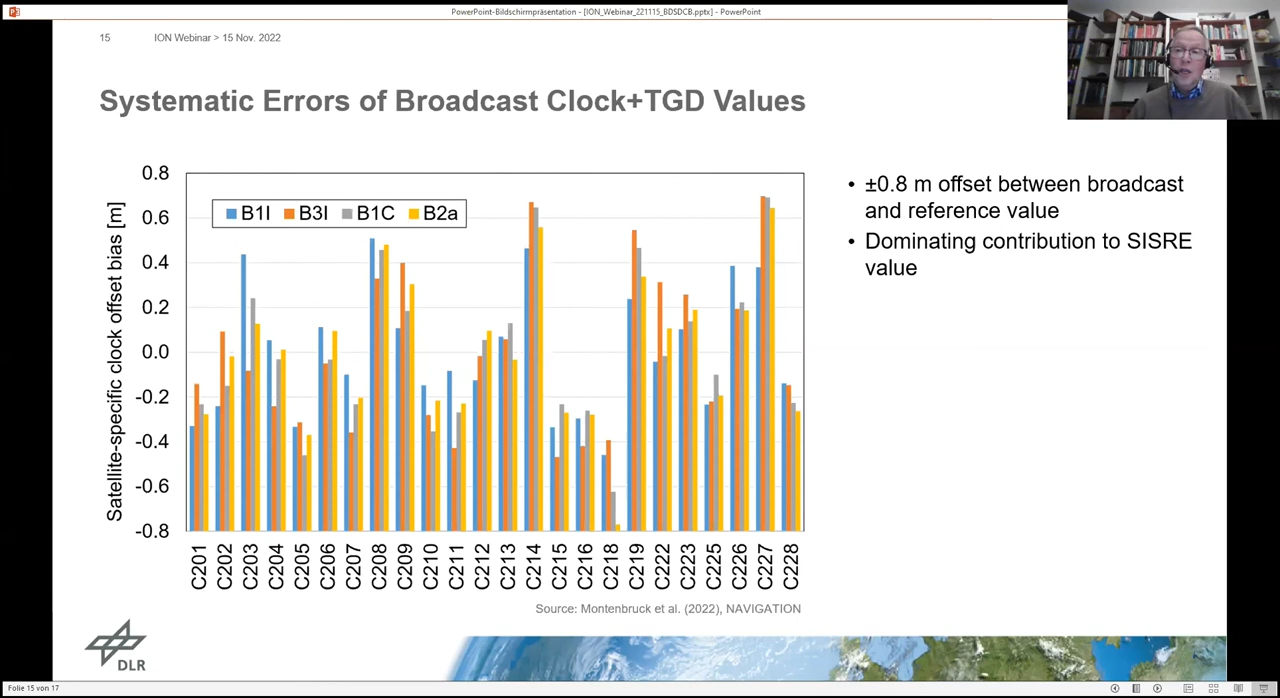 PowerPoint-Bildschirmpräsentation - [ION_Webinar_221115_BDSDCB.pptx] - PowerPoint
15 ION Webinar > 15 Nov. 2022
Systematic Errors of Broadcast Clock+TGD Values
0.8
0.6
0.4
0.2
0.0
-0.2
-0.4
-0.6
-0.8
Satellite-specific clock offset bias [m]
B1I B3I B1C B2a
C201 C202 C203 C204 C205 C206 C207 C208 C209 C210 C211 C212 C213 C214 C215 C216 C218 C219 C222 C223 C225 C226 C227 C228
Source: Montenbruck et al. (2022), NAVIGATION
• ±0.8 m offset between broadcast
and reference value
• Dominating contribution to SISRE
value
DLR
Folie 15 von 17